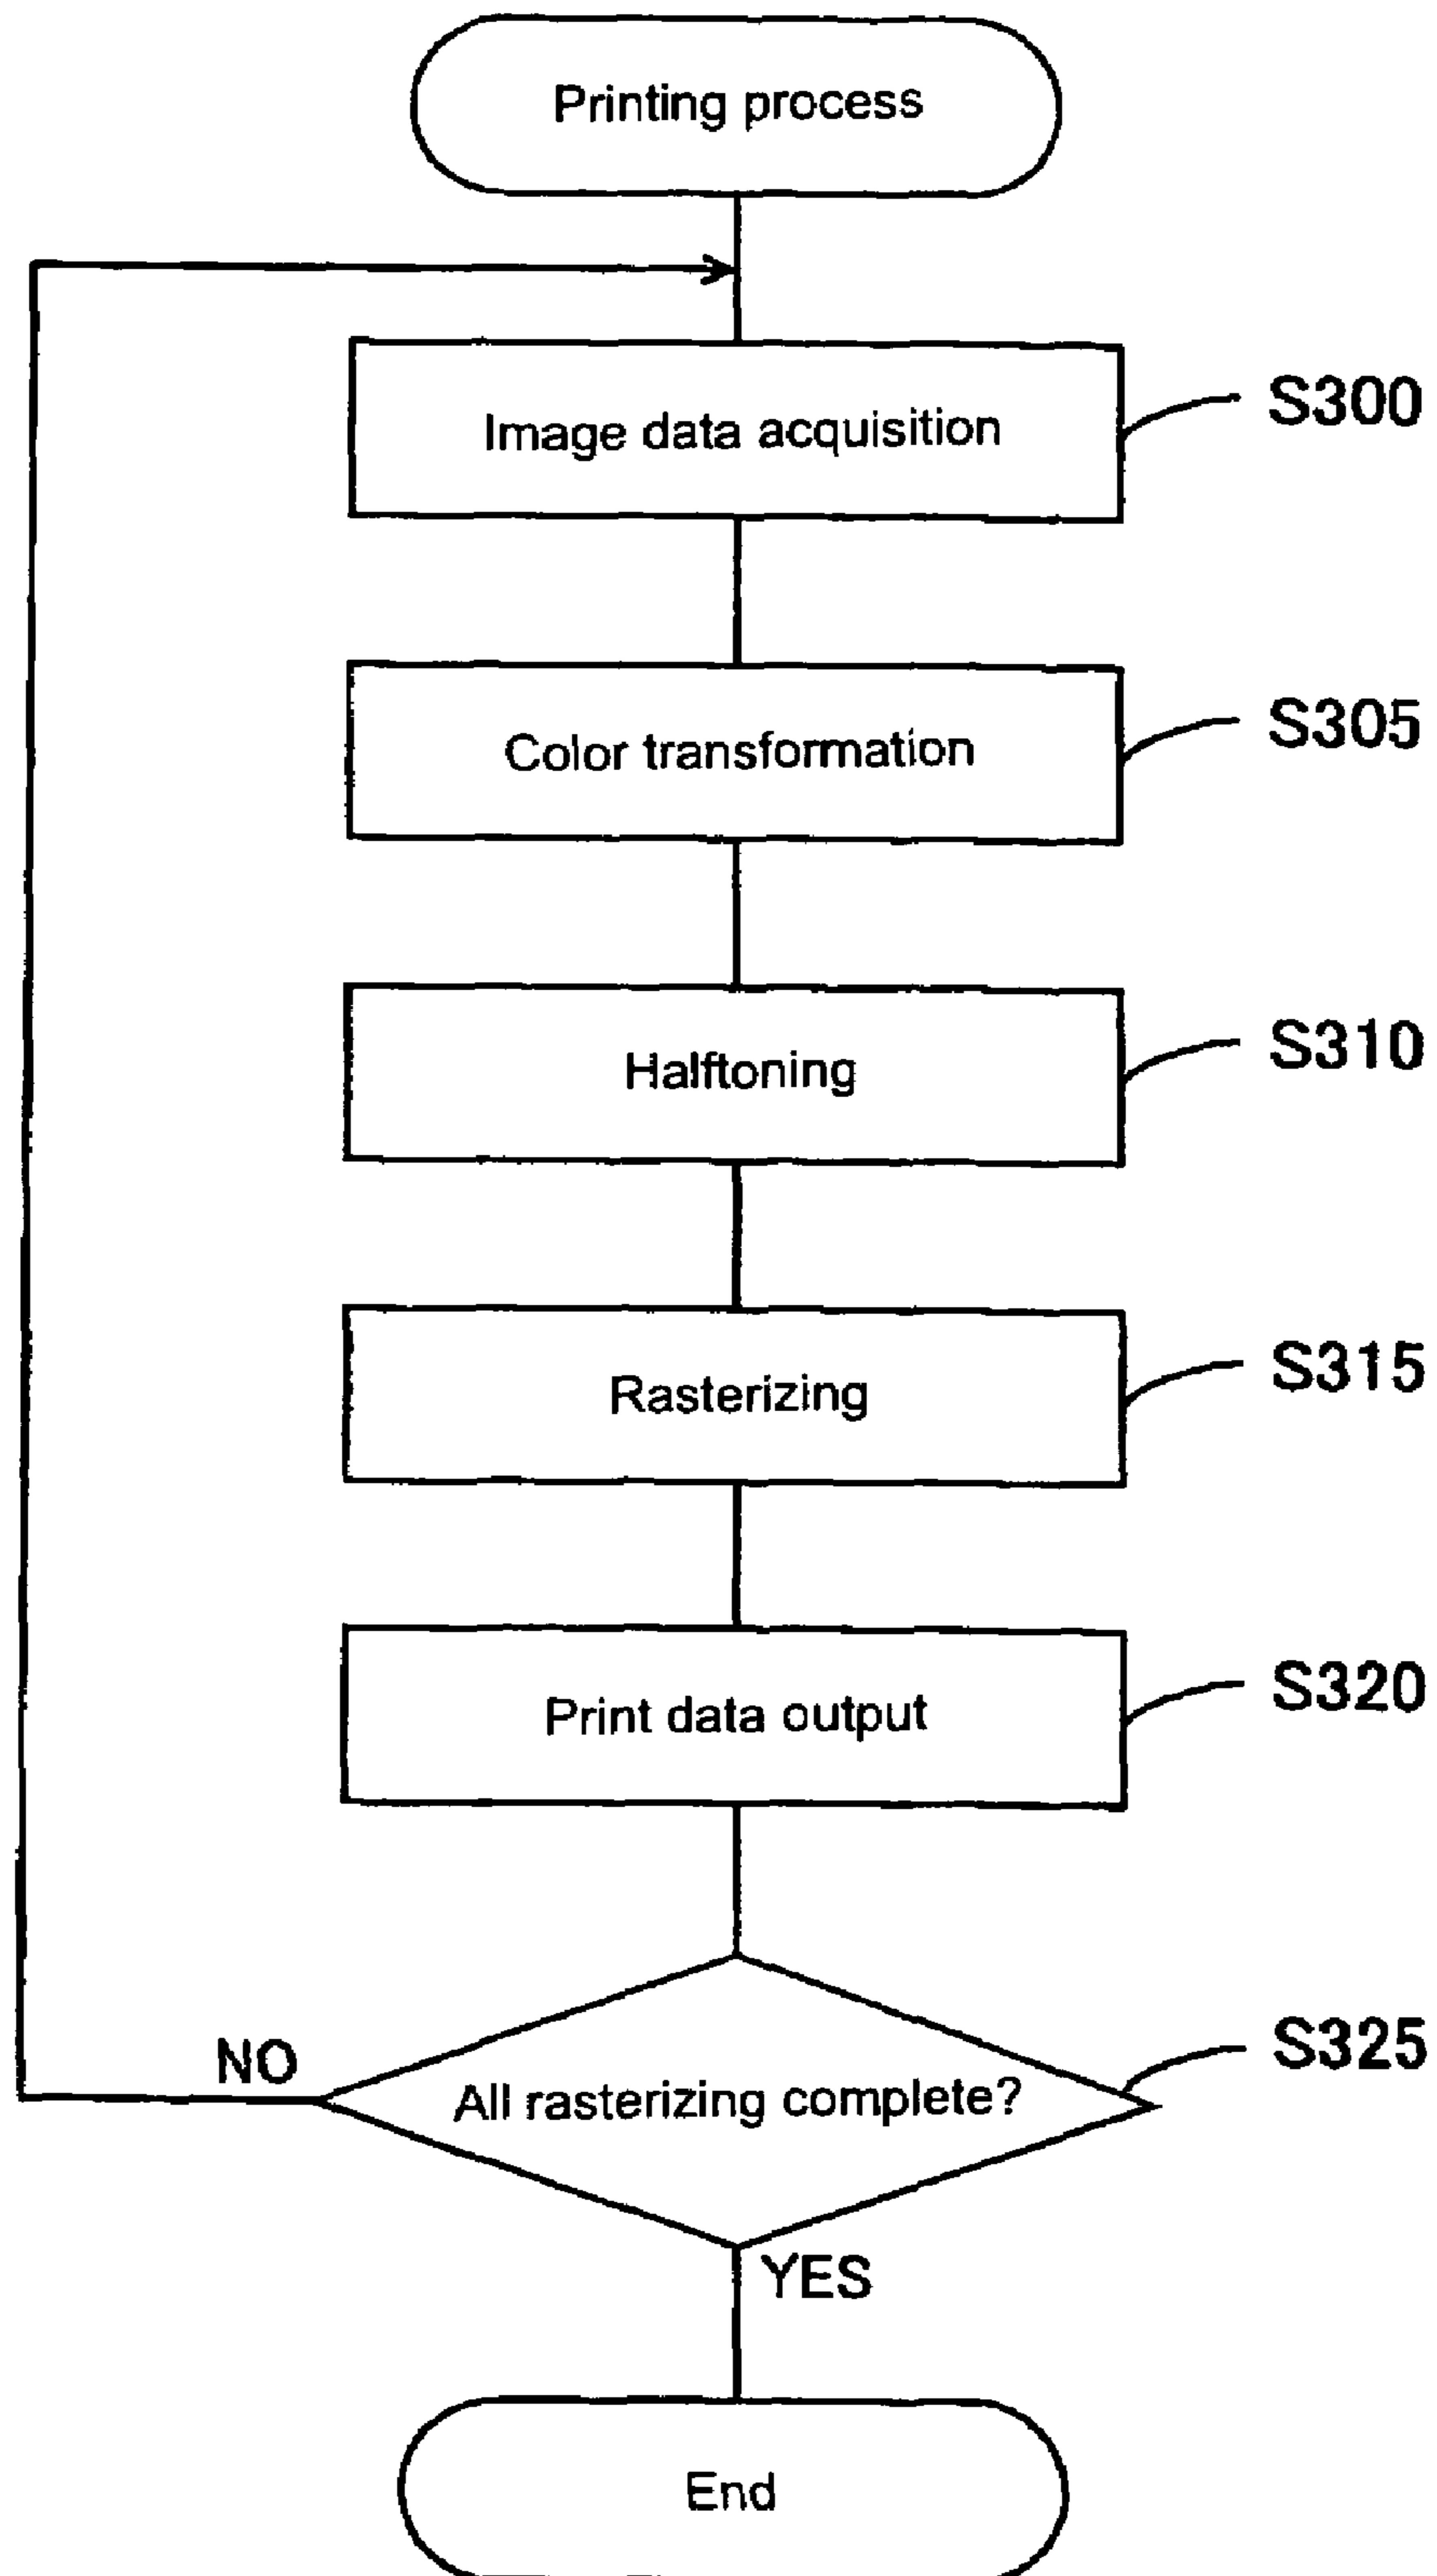 Printing process
Image data acquisition
S300
Color transformation
S305
Halftoning
S310
Rasterizing
S315
Print data output
S320
All rasterizing complete?
S325
NO
YES
End